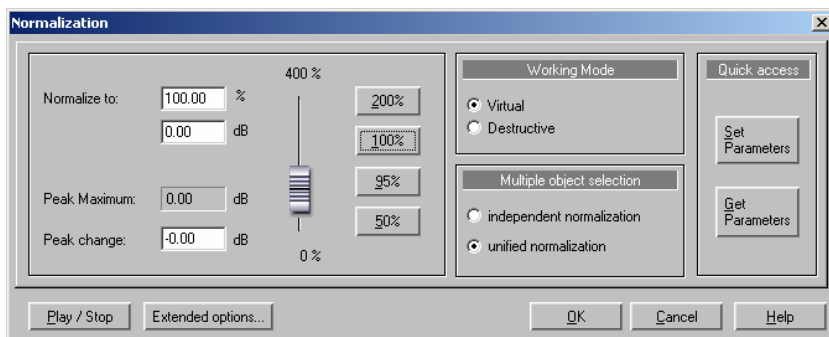 Normalization
Normalize to:
100.00 %
0.00 dB
Peak Maximum:
0.00 dB
Peak change:
-0.00 dB
400 %
0 %
200%
100%
95%
50%
Working Mode
Virtual
Destructive
Multiple object selection
independent normalization
unified normalization
Quick access
Set
Parameters
Get
Parameters
Play / Stop
Extended options...
OK
Cancel
Help